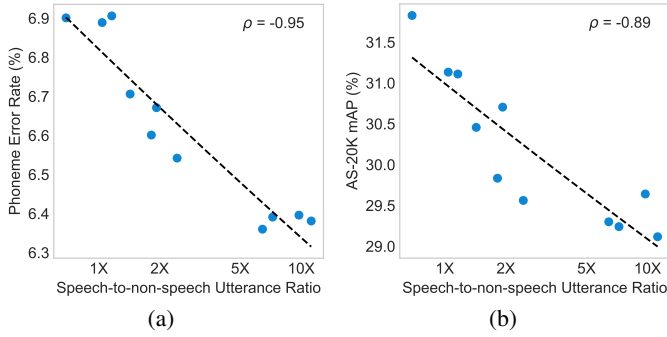 6.9
6.8
6.7
6.6
6.5
6.4
6.3
Phoneme Error Rate (%)
ρ = -0.95
1X 2X 5X 10X
Speech-to-non-speech Utterance Ratio
(a)
31.5
31.0
30.5
30.0
29.5
29.0
AS-20K mAP (%)
ρ = -0.89
1X 2X 5X 10X
Speech-to-non-speech Utterance Ratio
(b)